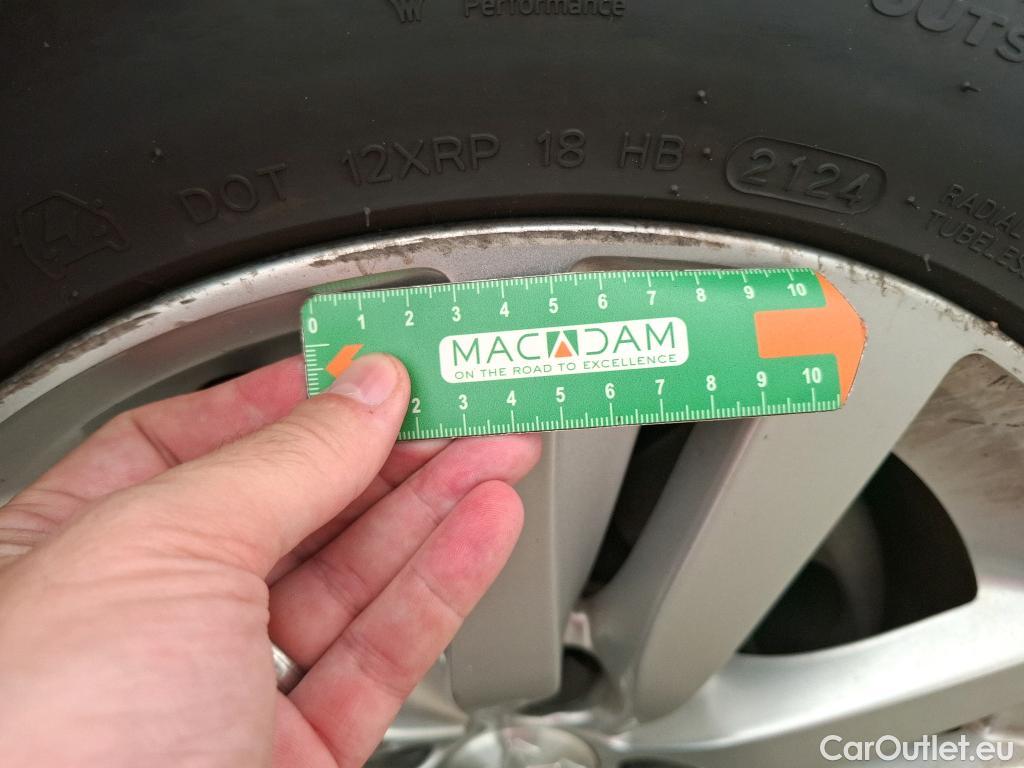 Performance
OUTS
DOT 12XRP 18 HB 2124
RADIAL
TUBELESS
0 1 2 3 4 5 6 7 8 9 10
MACADAM
ON THE ROAD TO EXCELLENCE
2 3 4 5 6 7 8 9 10
CarOutlet.eu